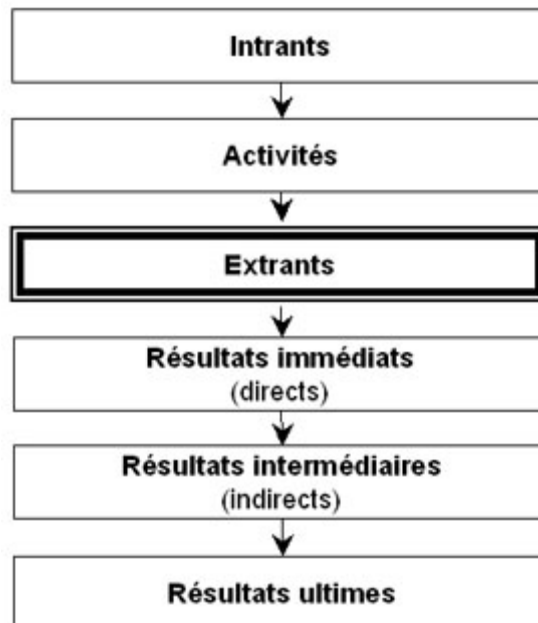 Intrants
Activités
Extrants
Résultats immédiats
(directs)
Résultats intermédiaires
(indirects)
Résultats ultimes